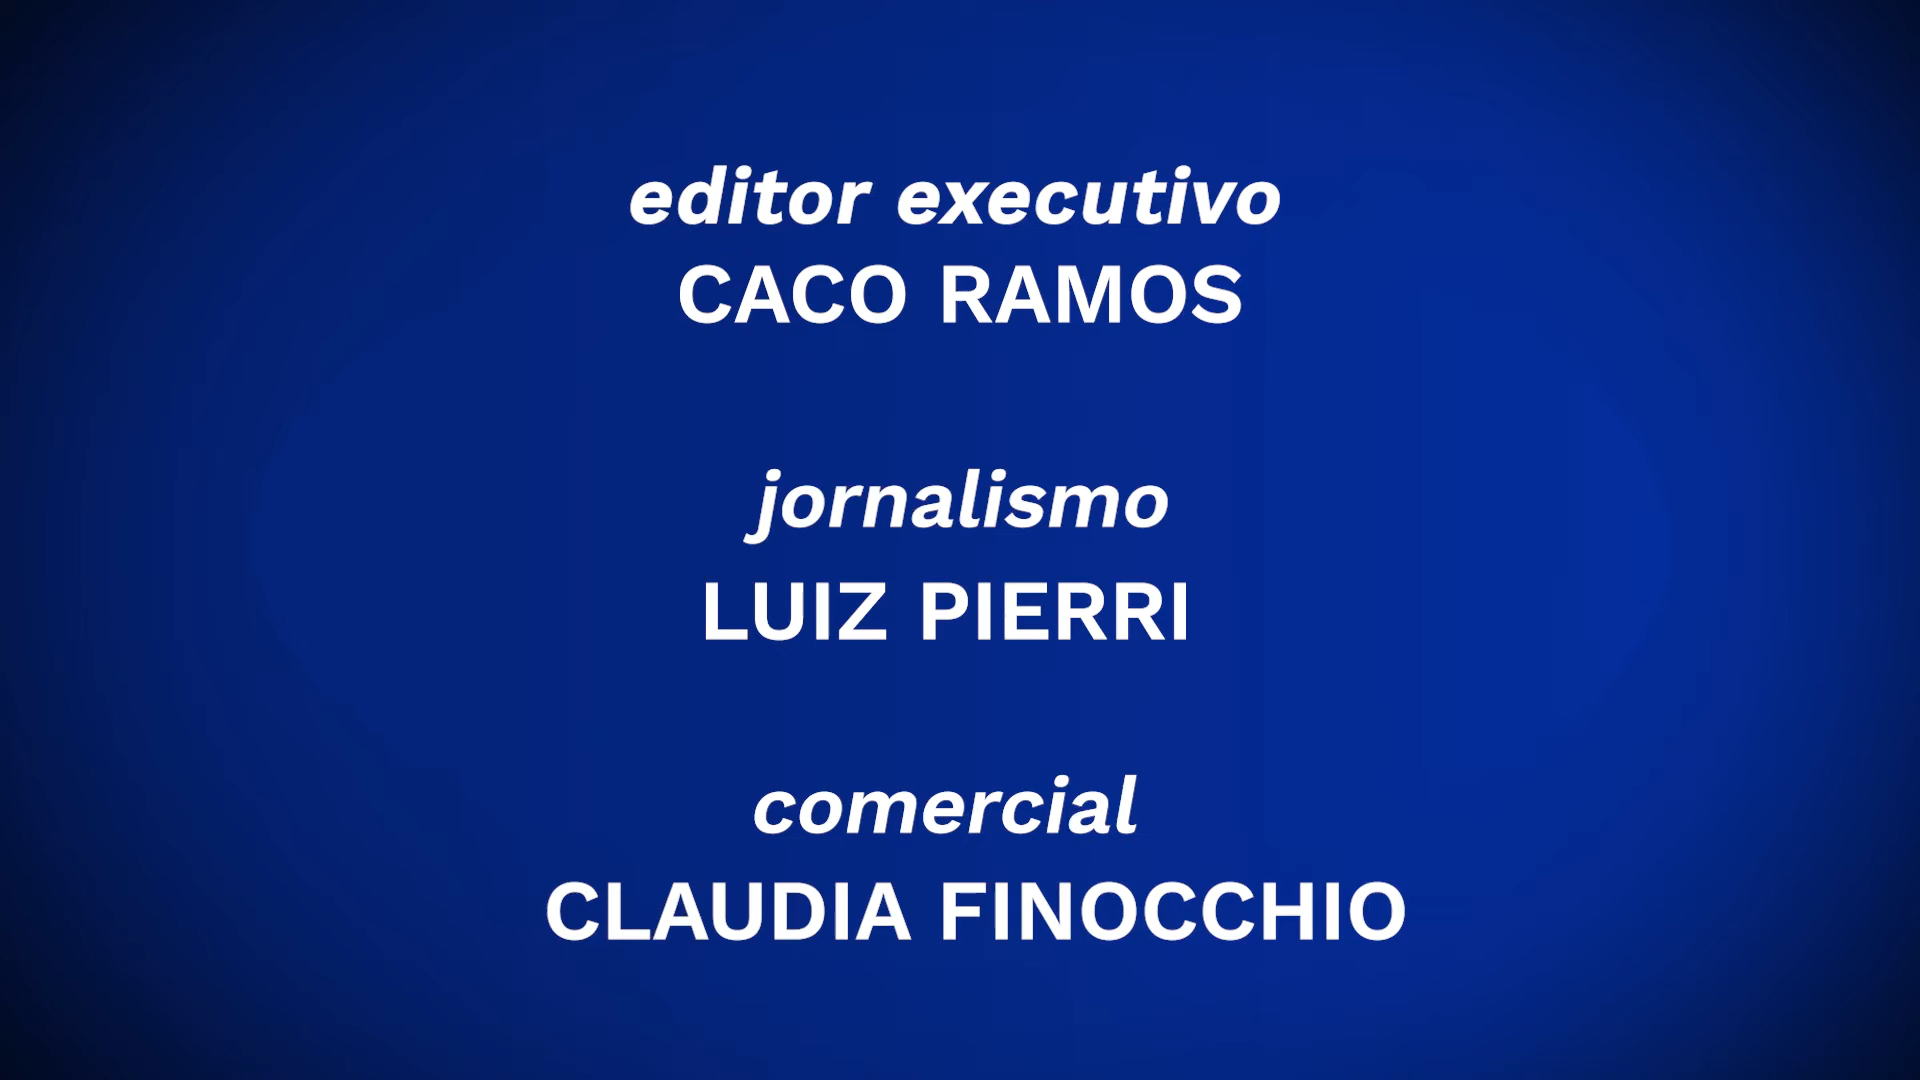 editor executivo
CACO RAMOS
jornalismo
LUIZ PIERRI
comercial
CLAUDIA FINOCCHIO